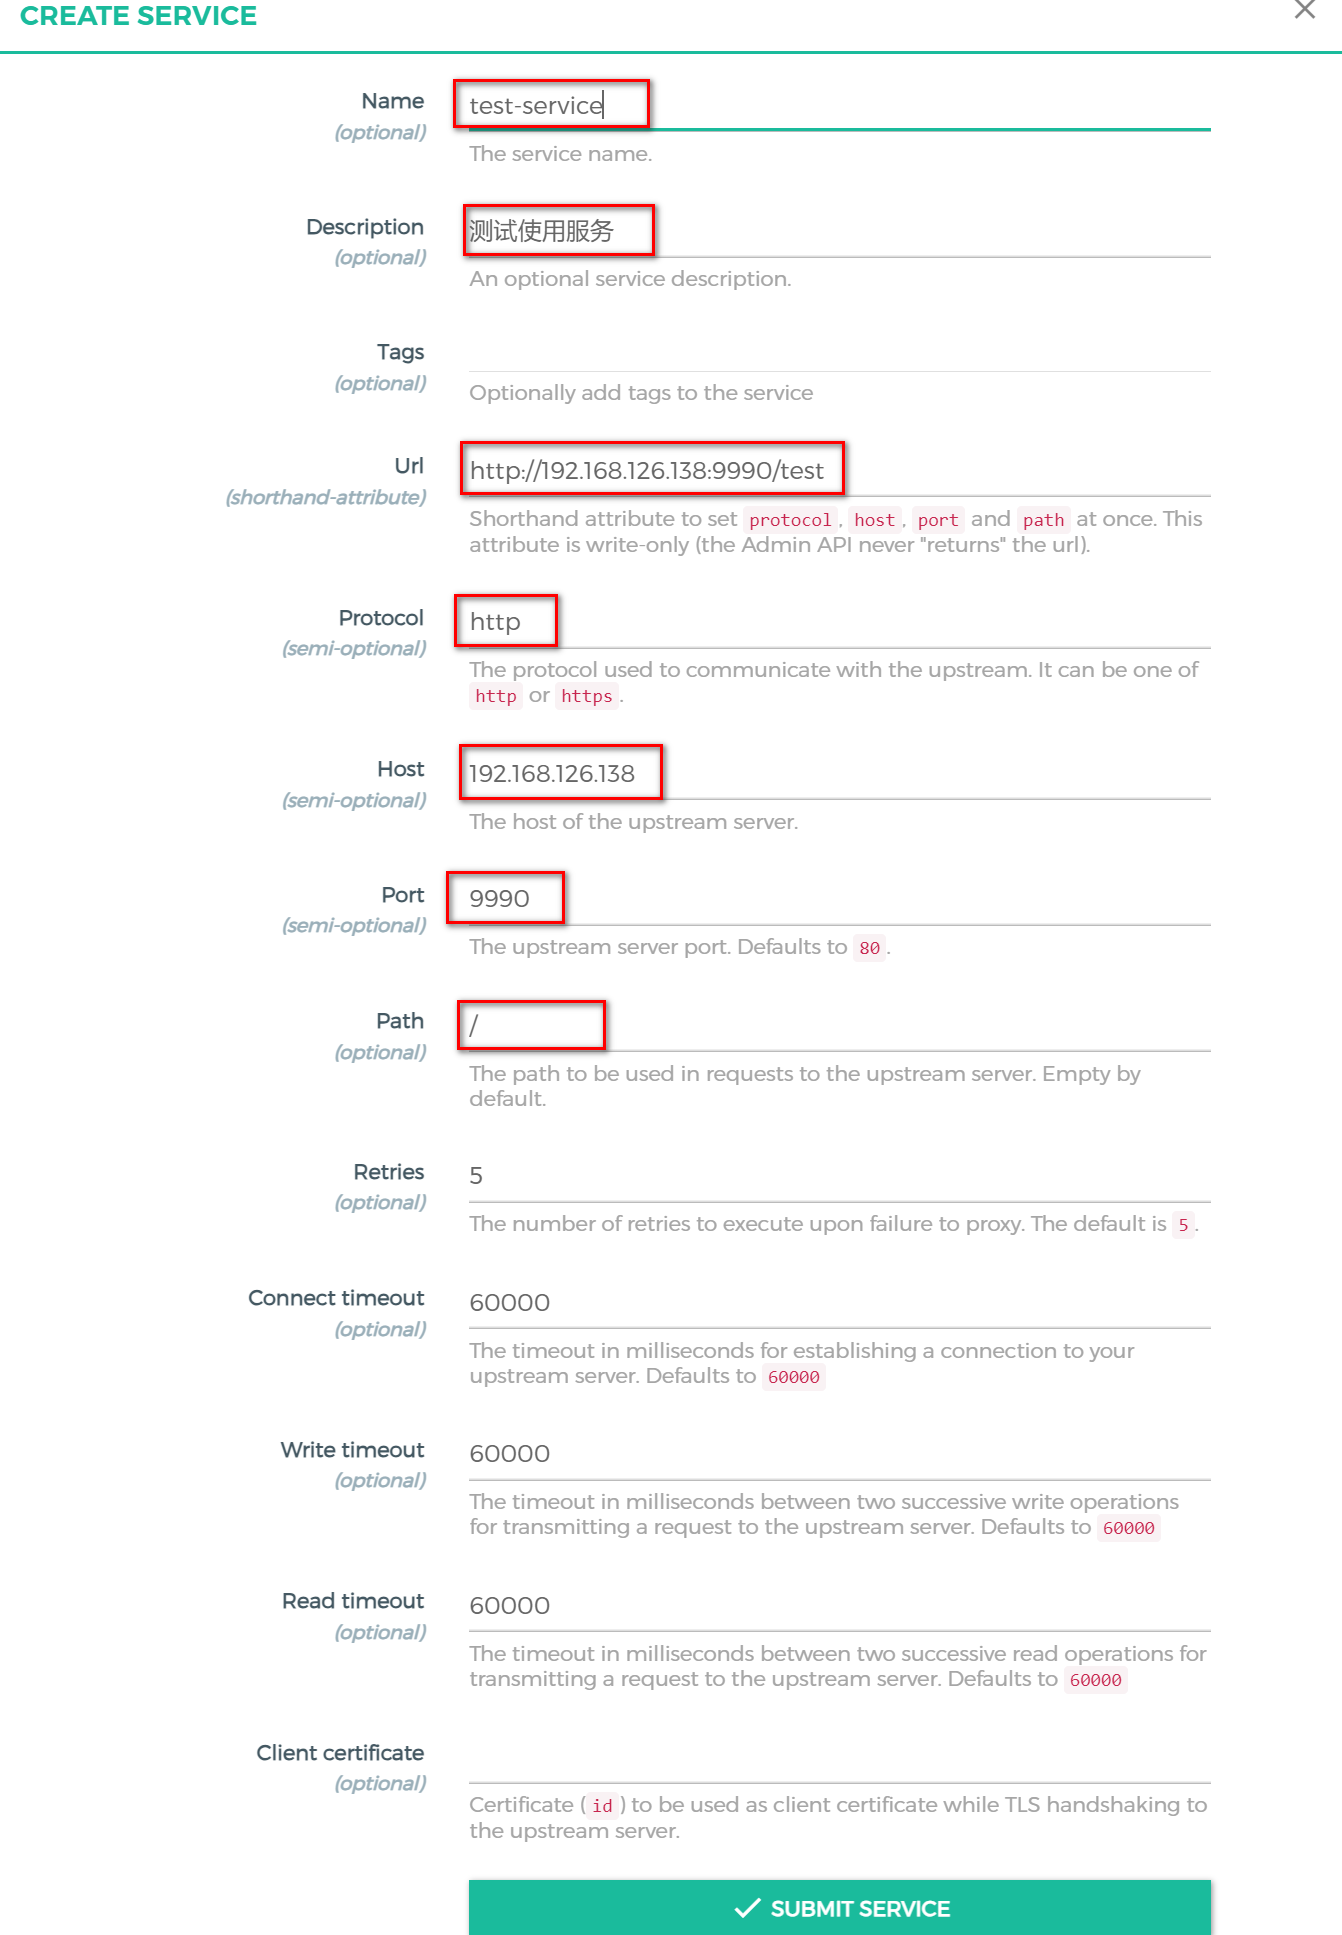 CREATE SERVICE
Name
(optional)
test-service
The service name.
Description
(optional)
测试使用服务
An optional service description.
Tags
(optional)
Optionally add tags to the service
Url
(shorthand-attribute)
http://192.168.126.138:9990/test
Shorthand attribute to set protocol, host, port and path at once. This
attribute is write-only (the Admin API never "returns" the url).
Protocol
(semi-optional)
http
The protocol used to communicate with the upstream. It can be one of
http or https.
Host
(semi-optional)
192.168.126.138
The host of the upstream server.
Port
(semi-optional)
9990
The upstream server port. Defaults to 80.
Path
(optional)
/
The path to be used in requests to the upstream server. Empty by
default.
Retries
(optional)
5
The number of retries to execute upon failure to proxy. The default is 5.
Connect timeout
(optional)
60000
The timeout in milliseconds for establishing a connection to your
upstream server. Defaults to 60000
Write timeout
(optional)
60000
The timeout in milliseconds between two successive write operations
for transmitting a request to the upstream server. Defaults to 60000
Read timeout
(optional)
60000
The timeout in milliseconds between two successive read operations for
transmitting a request to the upstream server. Defaults to 60000
Client certificate
(optional)
Certificate (id) to be used as client certificate while TLS handshaking to
the upstream server.
SUBMIT SERVICE